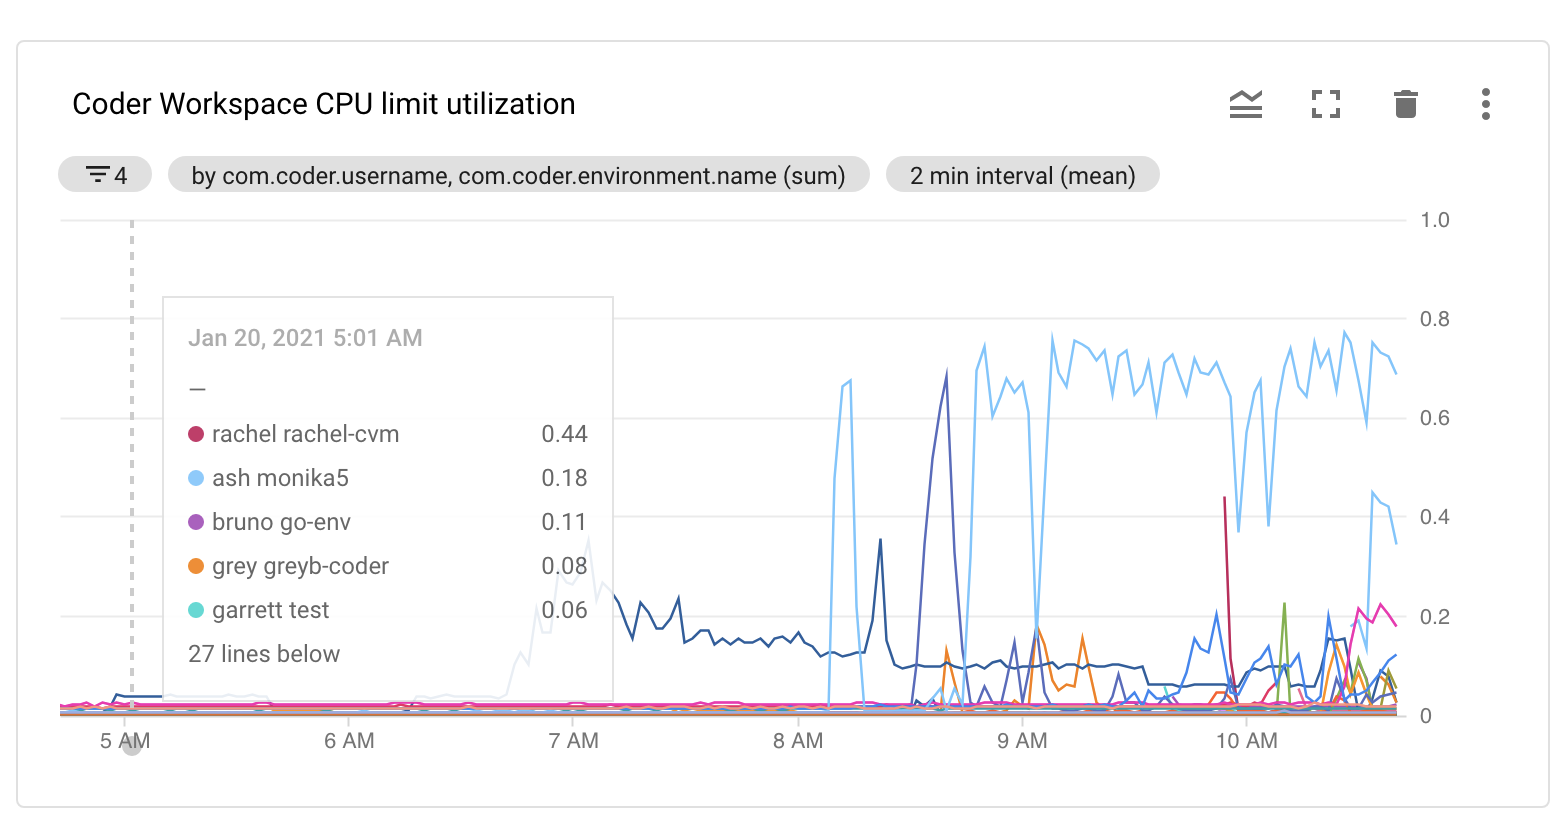 Coder Workspace CPU limit utilization
4
by com.coder.username, com.coder.environment.name (sum)
2 min interval (mean)
1.0
0.8
0.6
0.4
0.2
0
Jan 20, 2021 5:01 AM
—
rachel rachel-cvm 0.44
ash monika5 0.18
bruno go-env 0.11
grey greyb-coder 0.08
garrett test 0.06
27 lines below
5 AM 6 AM 7 AM 8 AM 9 AM 10 AM